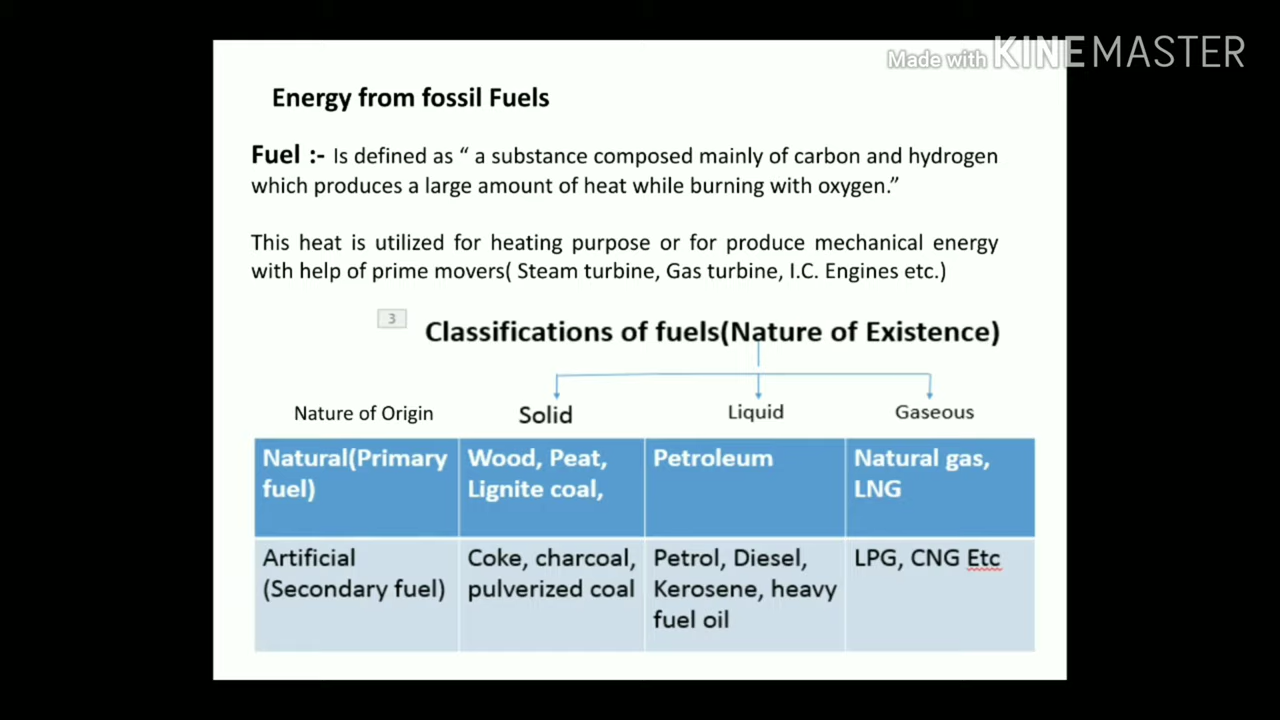 Made with KINEMASTER
Energy from fossil Fuels
Fuel :- Is defined as “ a substance composed mainly of carbon and hydrogen
which produces a large amount of heat while burning with oxygen.”
This heat is utilized for heating purpose or for produce mechanical energy
with help of prime movers( Steam turbine, Gas turbine, I.C. Engines etc.)
3
Classifications of fuels(Nature of Existence)
Nature of Origin Solid Liquid Gaseous
Natural(Primary Wood, Peat, Petroleum Natural gas,
fuel) Lignite coal, LNG
Artificial Coke, charcoal, Petrol, Diesel, LPG, CNG Etc
(Secondary fuel) pulverized coal Kerosene, heavy
fuel oil